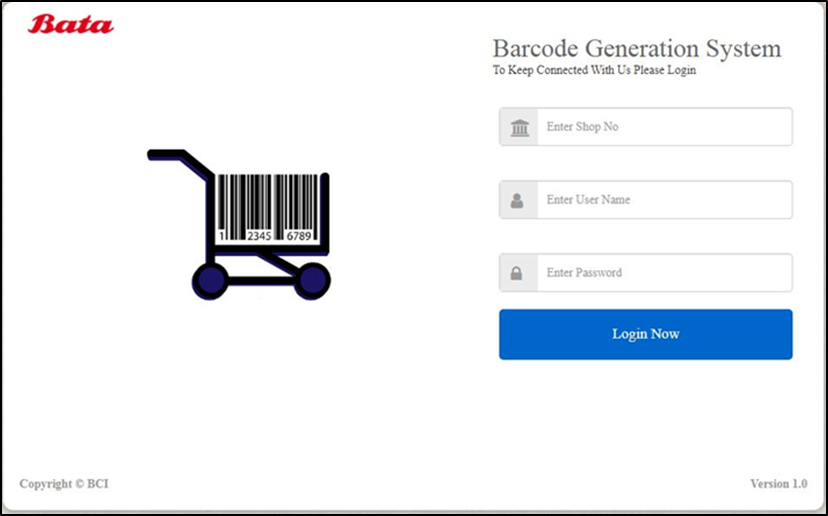 Bata
Barcode Generation System
To Keep Connected With Us Please Login
Enter Shop No
Enter User Name
1 2345 6789
Enter Password
Login Now
Copyright © BCI
Version 1.0